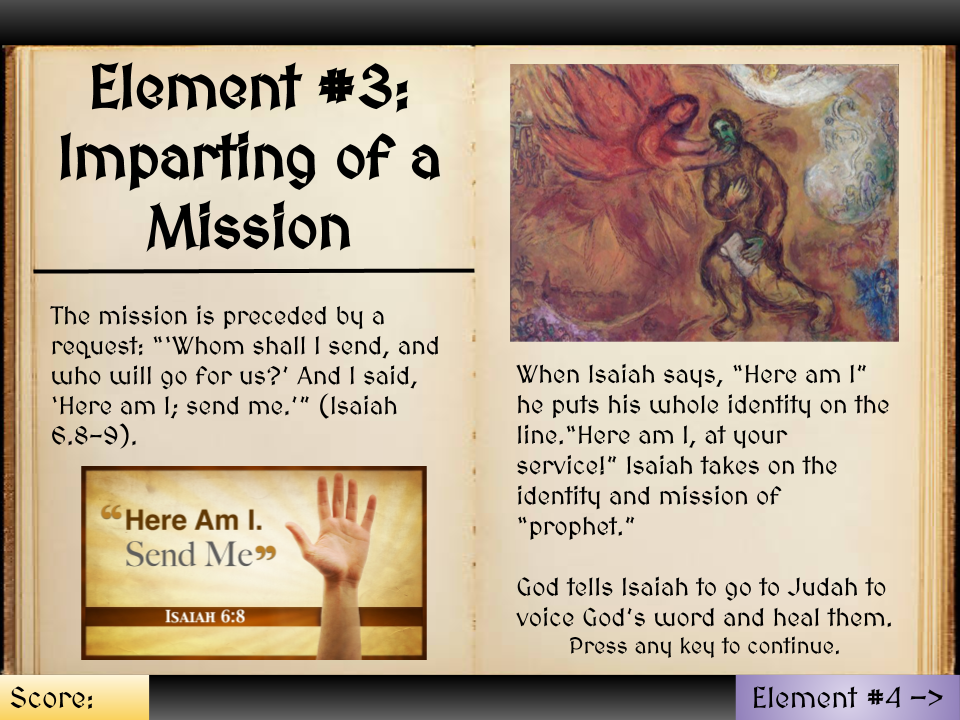 Element #3:
Imparting of a
Mission
The mission is preceded by a
request: “‘Whom shall I send, and
who will go for us?’ And I said,
‘Here am I; send me.’” (Isaiah
6.8-9).
“Here Am I.
Send Me”
ISAIAH 6:8
When Isaiah says, “Here am I”
he puts his whole identity on the
line.“Here am I, at your
service!” Isaiah takes on the
identity and mission of
“prophet.”
God tells Isaiah to go to Judah to
voice God’s word and heal them.
Press any key to continue.
Score:
Element #4 ->